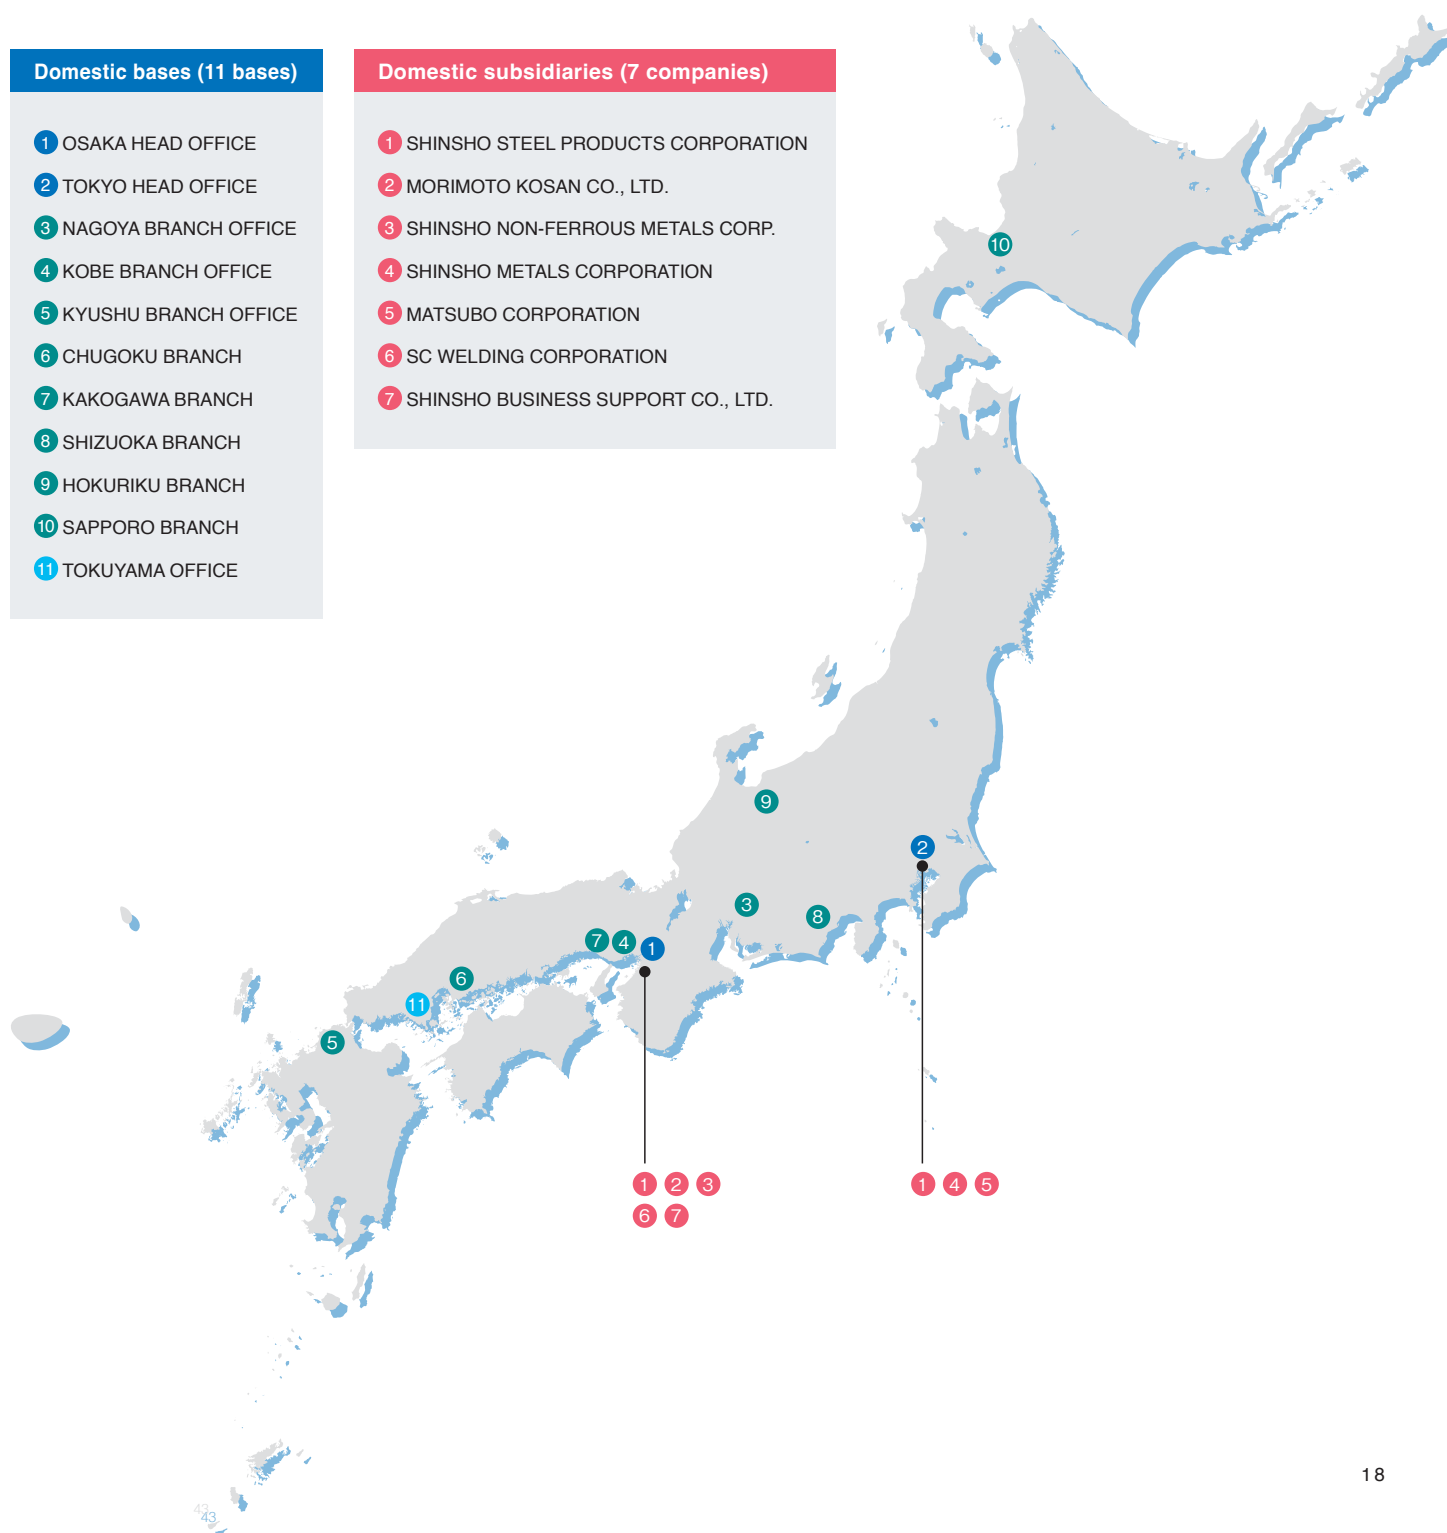 Domestic bases (11 bases)
1 OSAKA HEAD OFFICE
2 TOKYO HEAD OFFICE
3 NAGOYA BRANCH OFFICE
4 KOBE BRANCH OFFICE
5 KYUSHU BRANCH OFFICE
6 CHUGOKU BRANCH
7 KAKOGAWA BRANCH
8 SHIZUOKA BRANCH
9 HOKURIKU BRANCH
10 SAPPORO BRANCH
11 TOKUYAMA OFFICE
Domestic subsidiaries (7 companies)
1 SHINSHO STEEL PRODUCTS CORPORATION
2 MORIMOTO KOSAN CO., LTD.
3 SHINSHO NON-FERROUS METALS CORP.
4 SHINSHO METALS CORPORATION
5 MATSUBO CORPORATION
6 SC WELDING CORPORATION
7 SHINSHO BUSINESS SUPPORT CO., LTD.
10
9
2
3
8
7 4 1
6
11
5
1 2 3
6 7
1 4 5
18
43
43